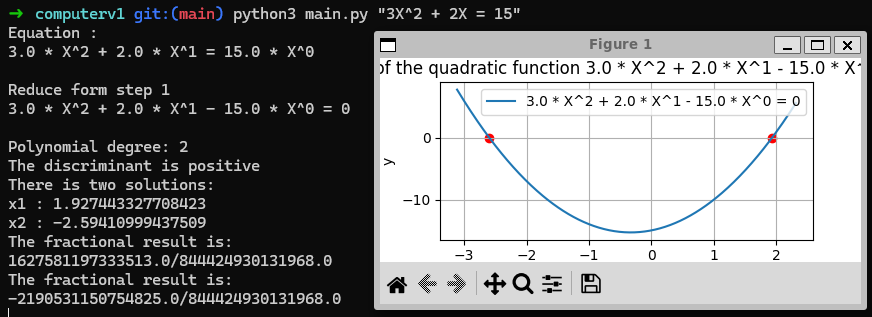 ➜ computerv1 git:(main) python3 main.py "3X^2 + 2X = 15"
Equation :
3.0 * X^2 + 2.0 * X^1 = 15.0 * X^0
Reduce form step 1
3.0 * X^2 + 2.0 * X^1 - 15.0 * X^0 = 0
Polynomial degree: 2
The discriminant is positive
There is two solutions:
x1 : 1.927443327708423
x2 : -2.59410999437509
The fractional result is:
1627581197333513.0/844424930131968.0
The fractional result is:
-2190531150754825.0/844424930131968.0
Figure 1
of the quadratic function 3.0 * X^2 + 2.0 * X^1 - 15.0 * X^
3.0 * X^2 + 2.0 * X^1 - 15.0 * X^0 = 0
y
0
−10
−3 −2 −1 0 1 2